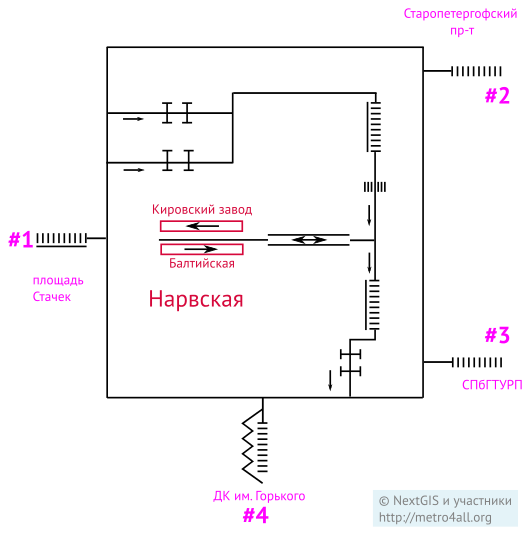 Старопетергофский
пр-т
#2
Кировский завод
#1
Балтийская
площадь
Стачек
Нарвская
#3
СПбГТУРП
ДК им. Горького
#4
© NextGIS и участники
http://metro4all.org